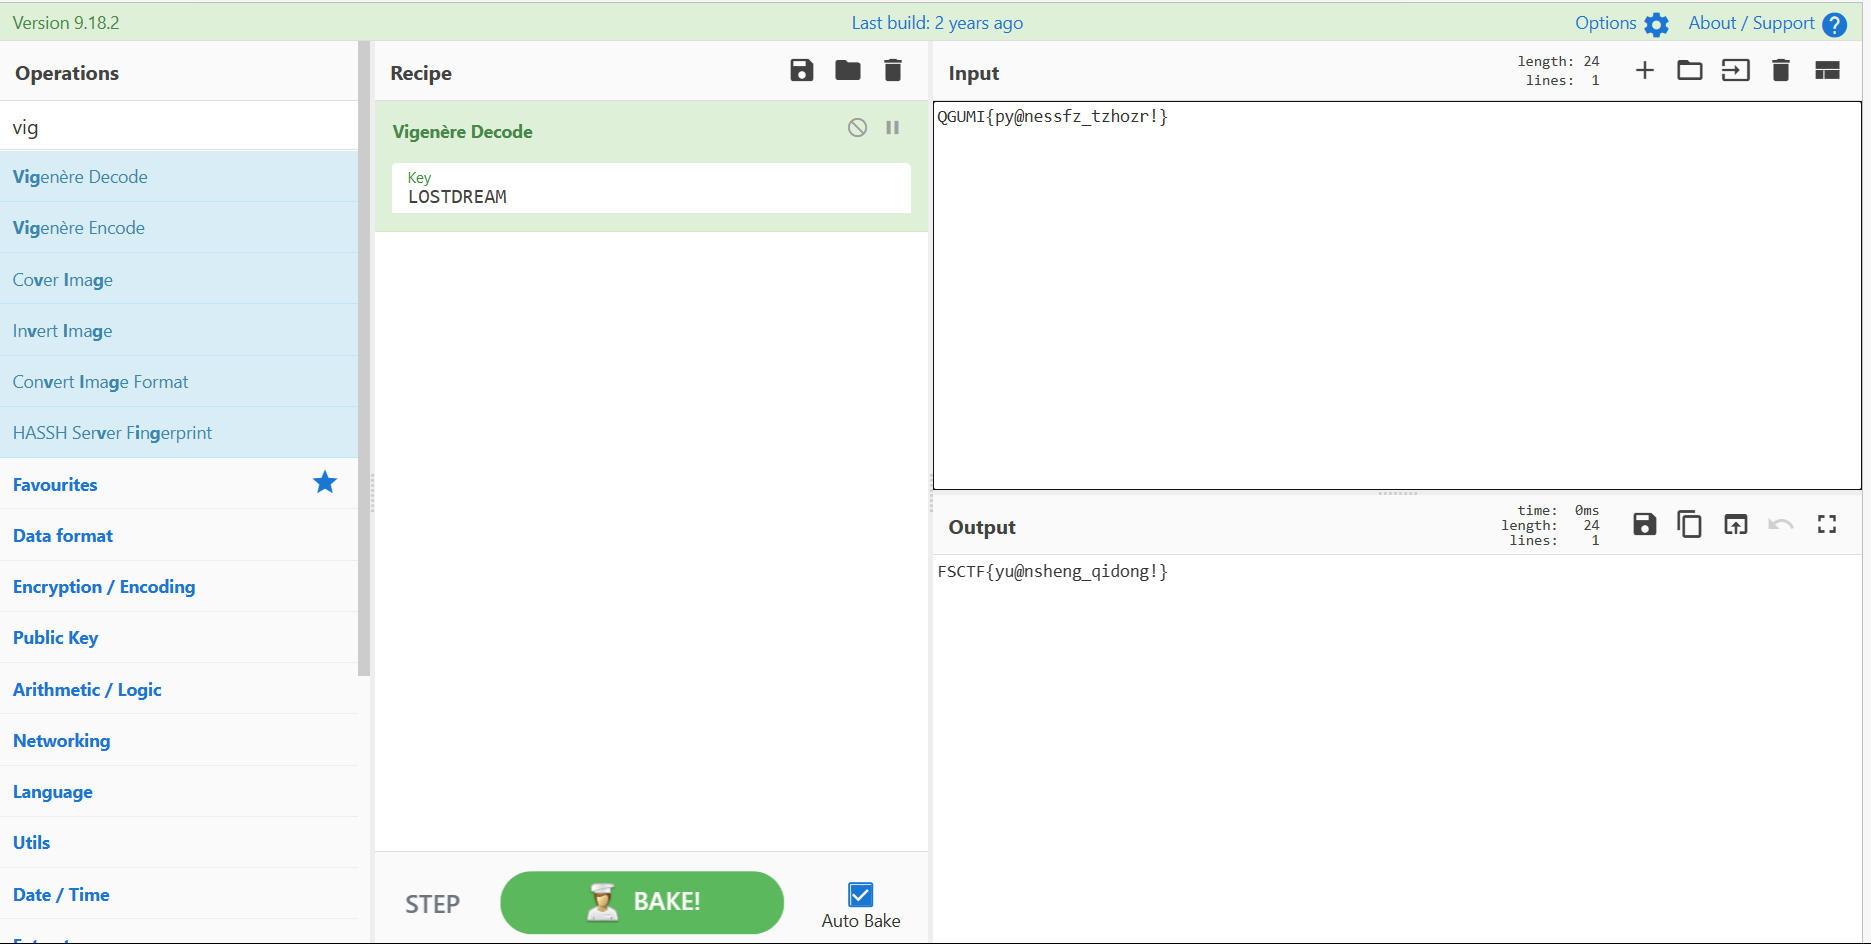 Version 9.18.2
Last build: 2 years ago
Options
About / Support
?
Operations
vig
Vigenère Decode
Vigenère Encode
Cover Image
Invert Image
Convert Image Format
HASSH Server Fingerprint
Favourites
Data format
Encryption / Encoding
Public Key
Arithmetic / Logic
Networking
Language
Utils
Date / Time
Recipe
Vigenère Decode
Key
LOSTDREAM
STEP
BAKE!
Auto Bake
Input
length: 24
lines: 1
QGUMI{py@nessfz_tzhozr!}
Output
time: 0ms
length: 24
lines: 1
FSCTF{yu@nsheng_qidong!}